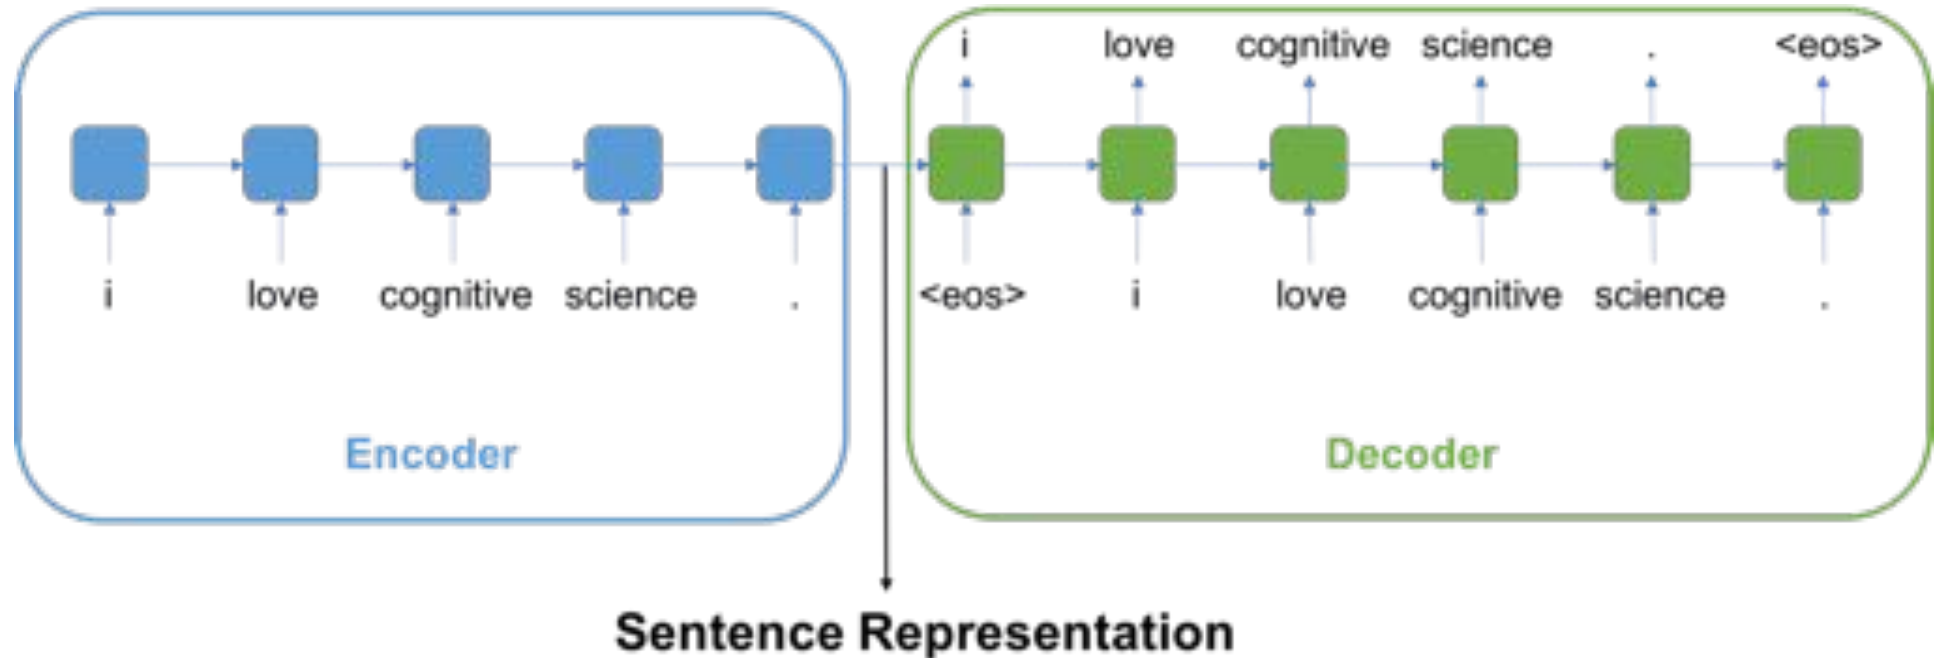 i love cognitive science . <eos>
i love cognitive science . <eos> i love cognitive science .
Encoder Decoder
Sentence Representation